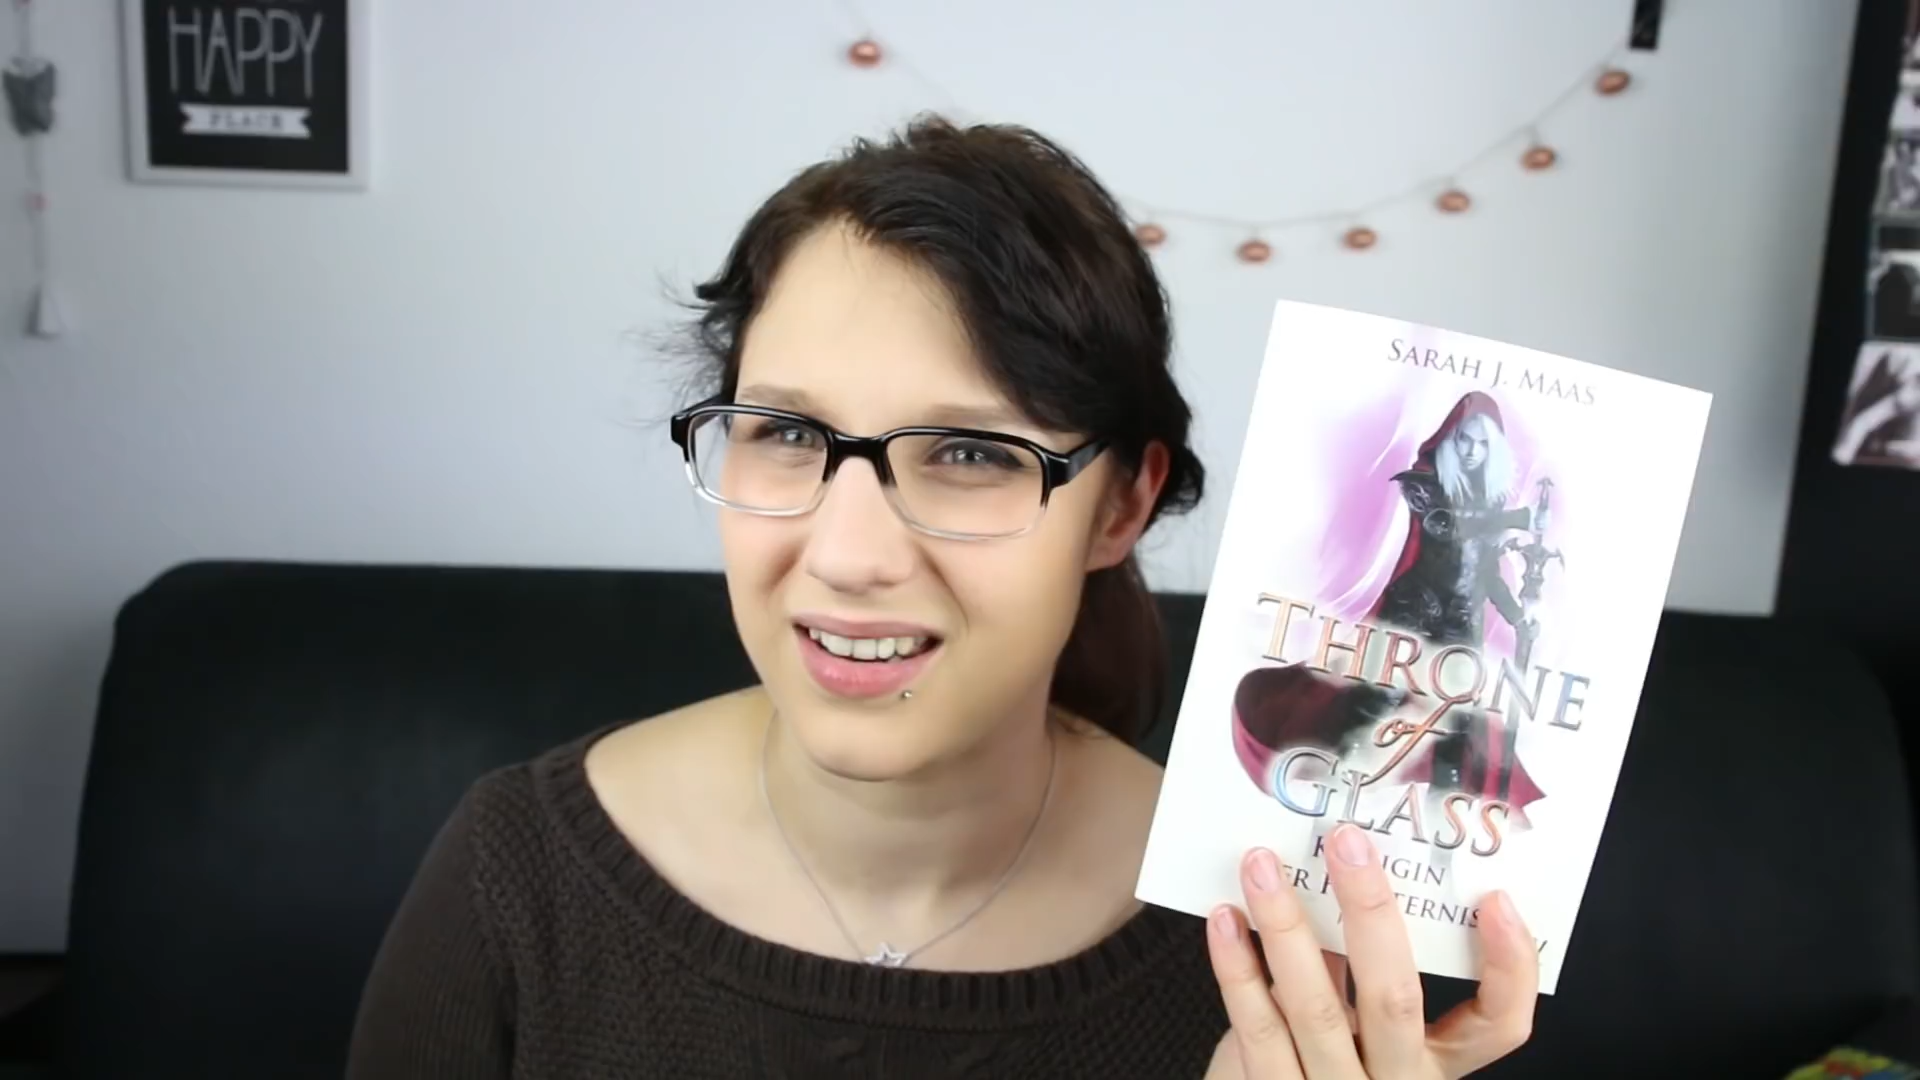 HAPPY
PLACE
SARAH J. MAAS
THRONE
of
GLASS